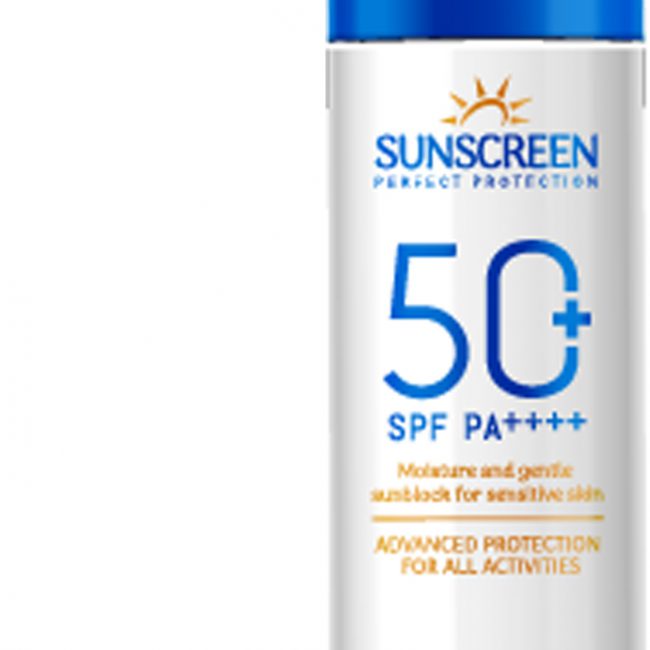 SUNSCREEN
PERFECT PROTECTION
50+
SPF PA++++
Moisture and gentle
sunblock for sensitive skin
ADVANCED PROTECTION
FOR ALL ACTIVITIES